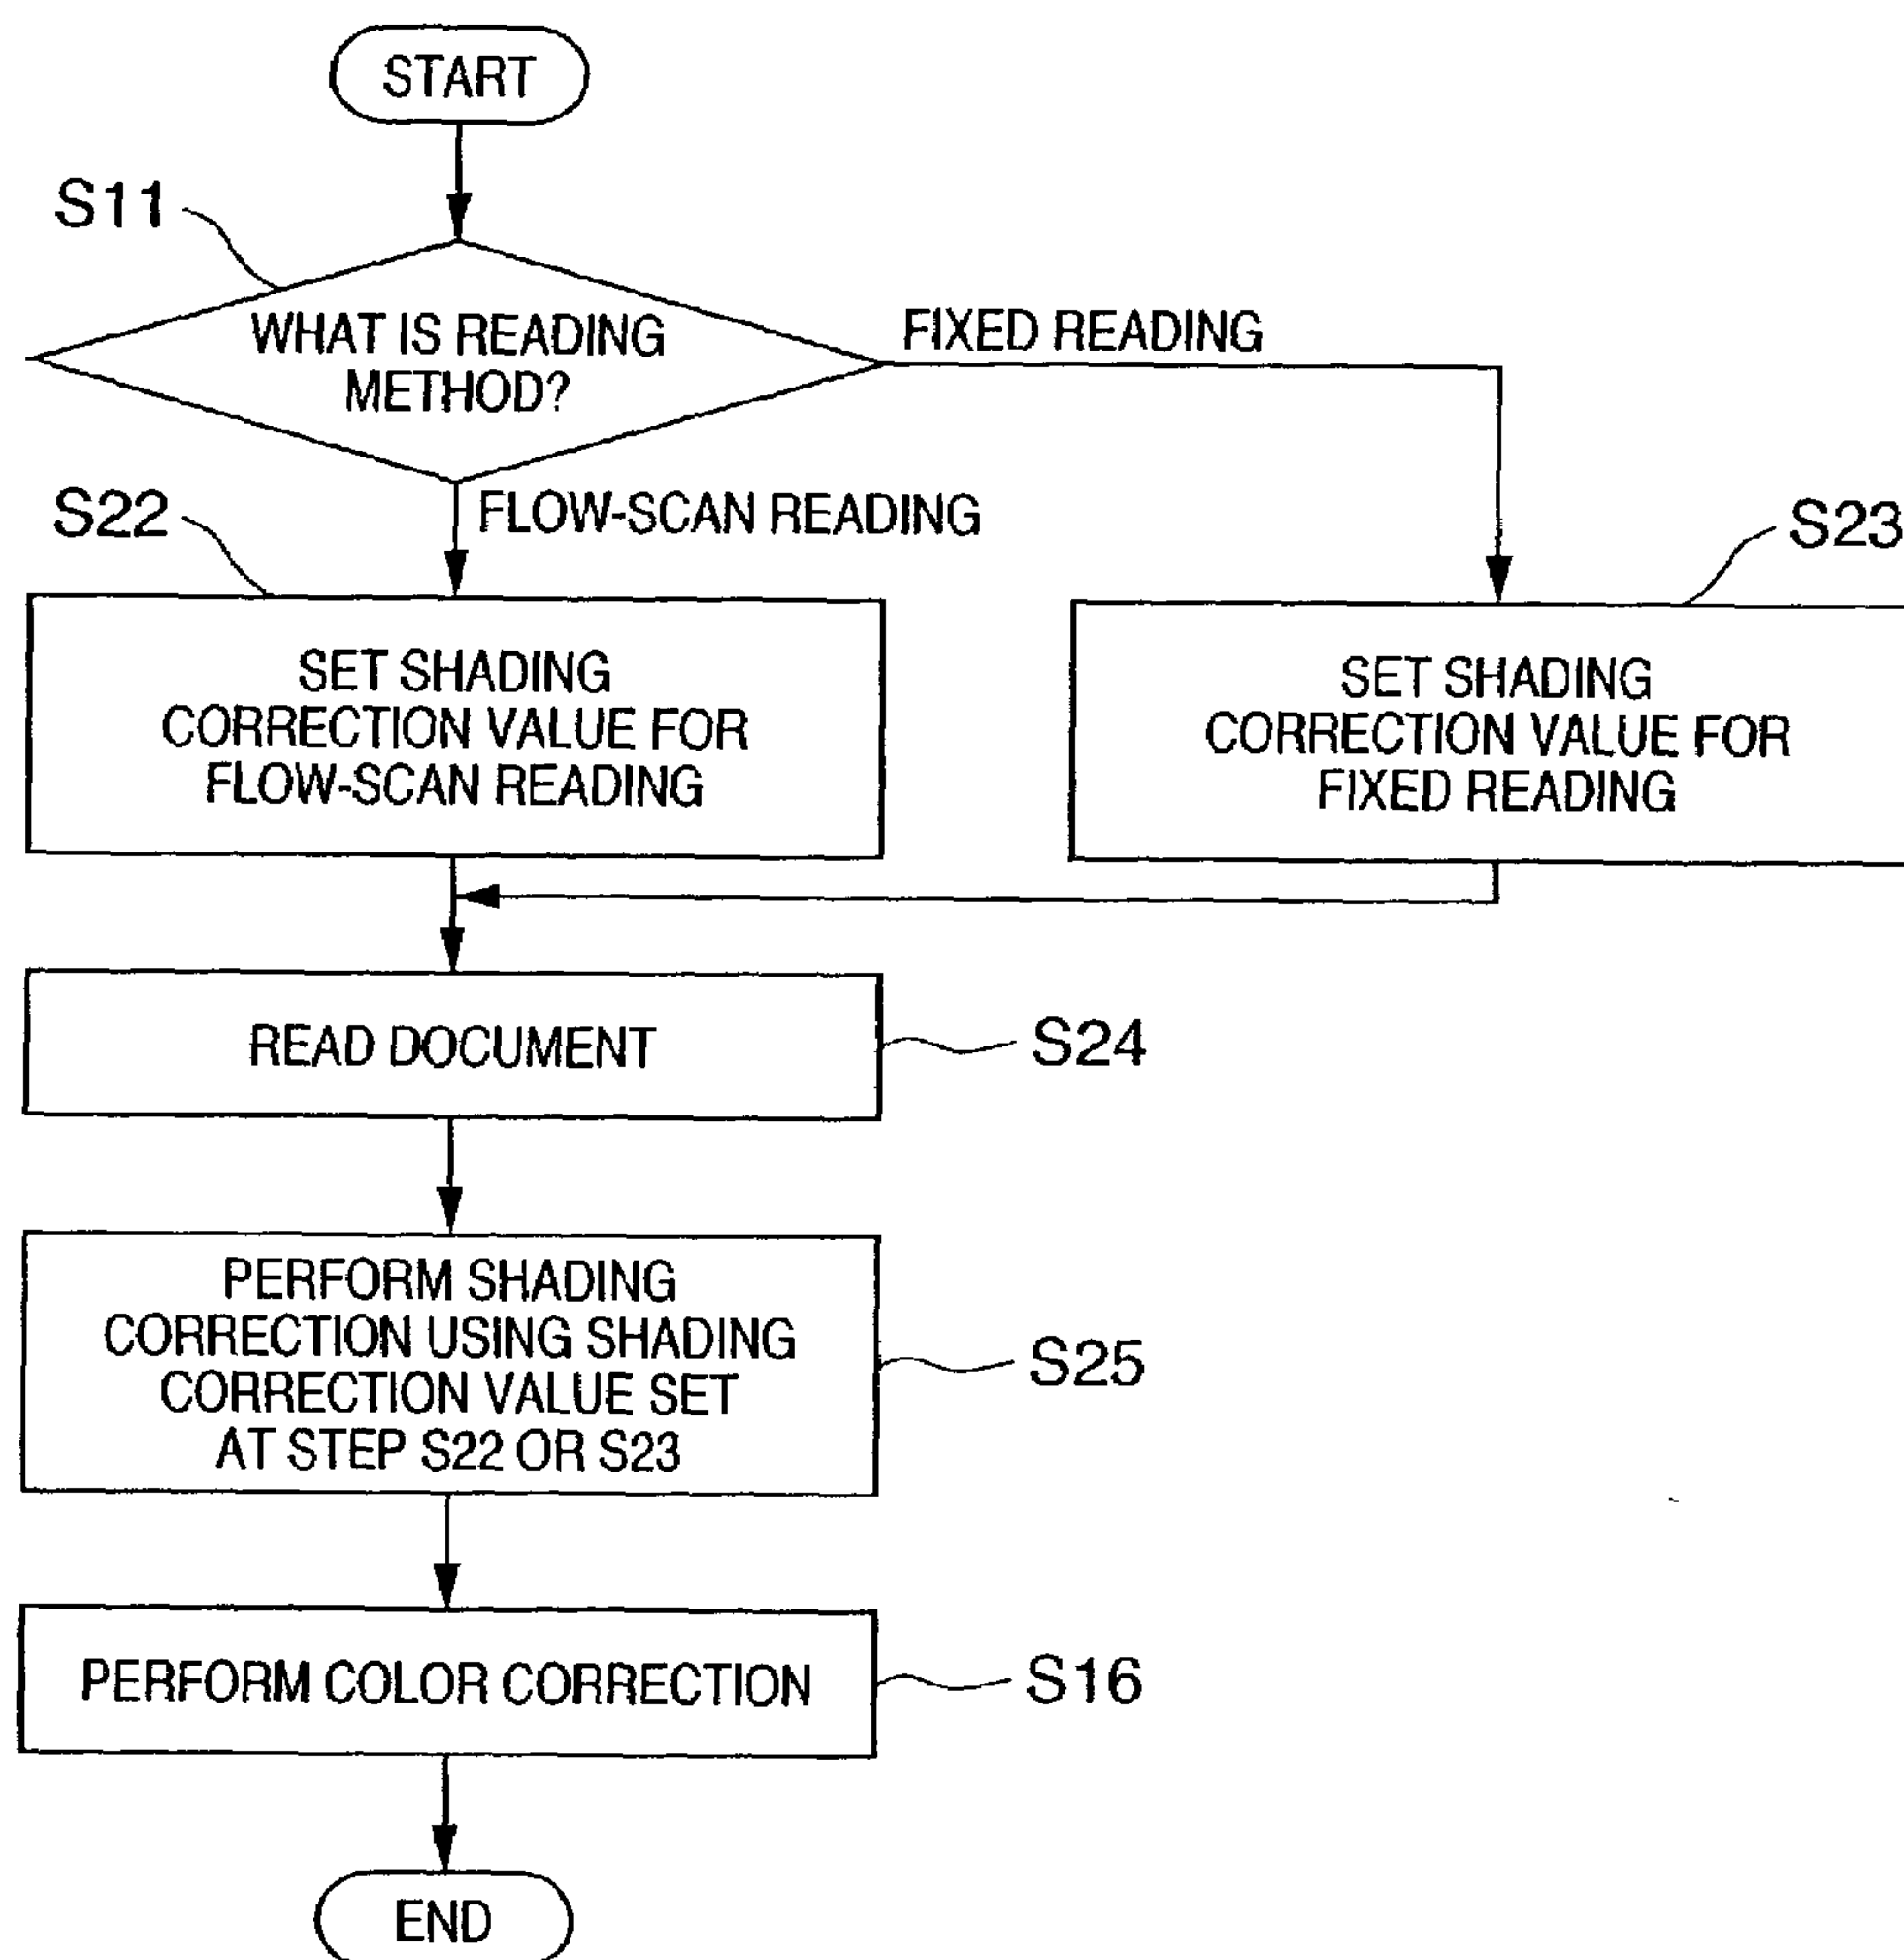 START
S11
WHAT IS READING
METHOD?
FIXED READING
S22
FLOW-SCAN READING
S23
SET SHADING
CORRECTION VALUE FOR
FLOW-SCAN READING
SET SHADING
CORRECTION VALUE FOR
FIXED READING
READ DOCUMENT
S24
PERFORM SHADING
CORRECTION USING SHADING
CORRECTION VALUE SET
AT STEP S22 OR S23
S25
PERFORM COLOR CORRECTION
S16
END